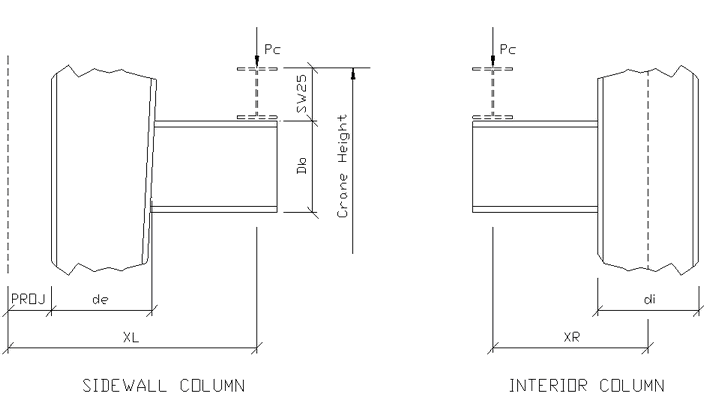 Pc
Pc
SW25
Db
Crane Height
PROJ
de
di
XL
XR
SIDEWALL COLUMN
INTERIOR COLUMN